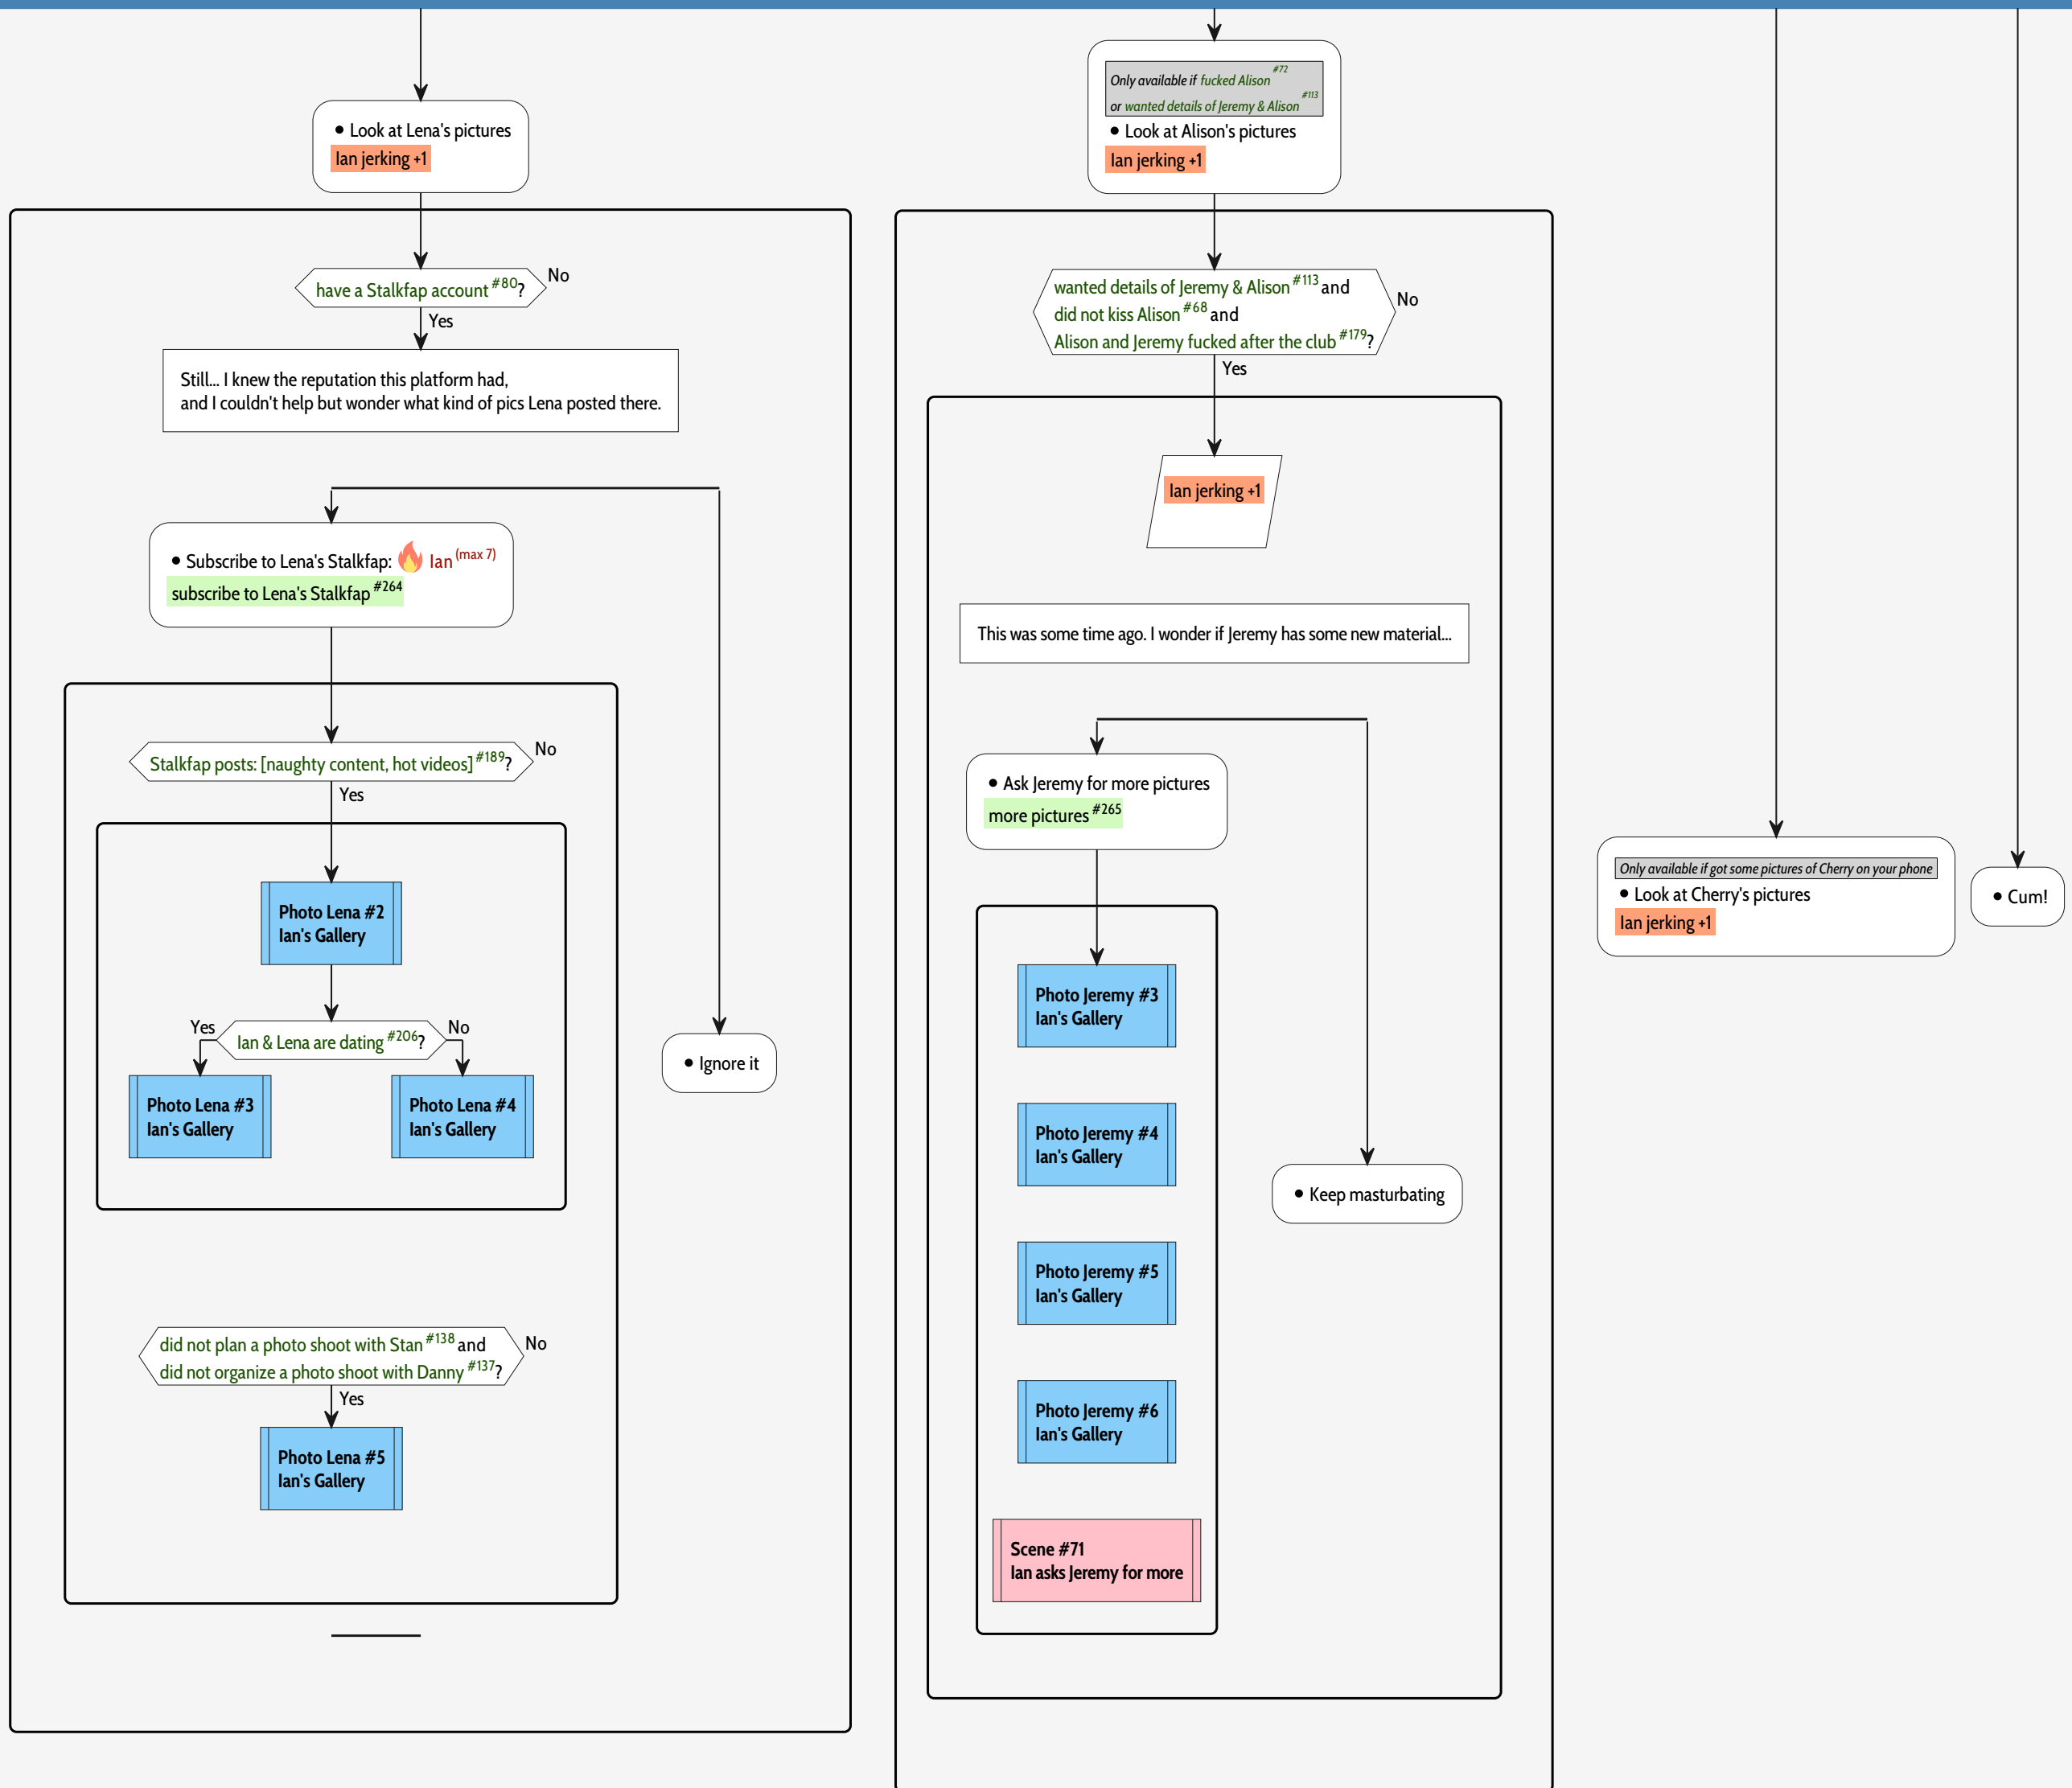 • Look at Lena's pictures
Ian jerking +1
have a Stalkfap account #80?
No
Yes
Still... I knew the reputation this platform had,
and I couldn't help but wonder what kind of pics Lena posted there.
• Subscribe to Lena's Stalkfap: 🔥 Ian (max 7)
subscribe to Lena's Stalkfap #264
Stalkfap posts: [naughty content, hot videos] #189?
No
Yes
Photo Lena #2
Ian's Gallery
Yes
Ian & Lena are dating #206?
No
Photo Lena #3
Ian's Gallery
Photo Lena #4
Ian's Gallery
did not plan a photo shoot with Stan #138 and
did not organize a photo shoot with Danny #137?
No
Yes
Photo Lena #5
Ian's Gallery
• Ignore it
Only available if fucked Alison #72
or wanted details of Jeremy & Alison #113
• Look at Alison's pictures
Ian jerking +1
wanted details of Jeremy & Alison #113 and
did not kiss Alison #68 and
Alison and Jeremy fucked after the club #179?
No
Yes
Ian jerking +1
This was some time ago. I wonder if Jeremy has some new material...
• Ask Jeremy for more pictures
more pictures #265
Photo Jeremy #3
Ian's Gallery
Photo Jeremy #4
Ian's Gallery
Photo Jeremy #5
Ian's Gallery
Photo Jeremy #6
Ian's Gallery
Scene #71
Ian asks Jeremy for more
• Keep masturbating
Only available if got some pictures of Cherry on your phone
• Look at Cherry's pictures
Ian jerking +1
• Cum!